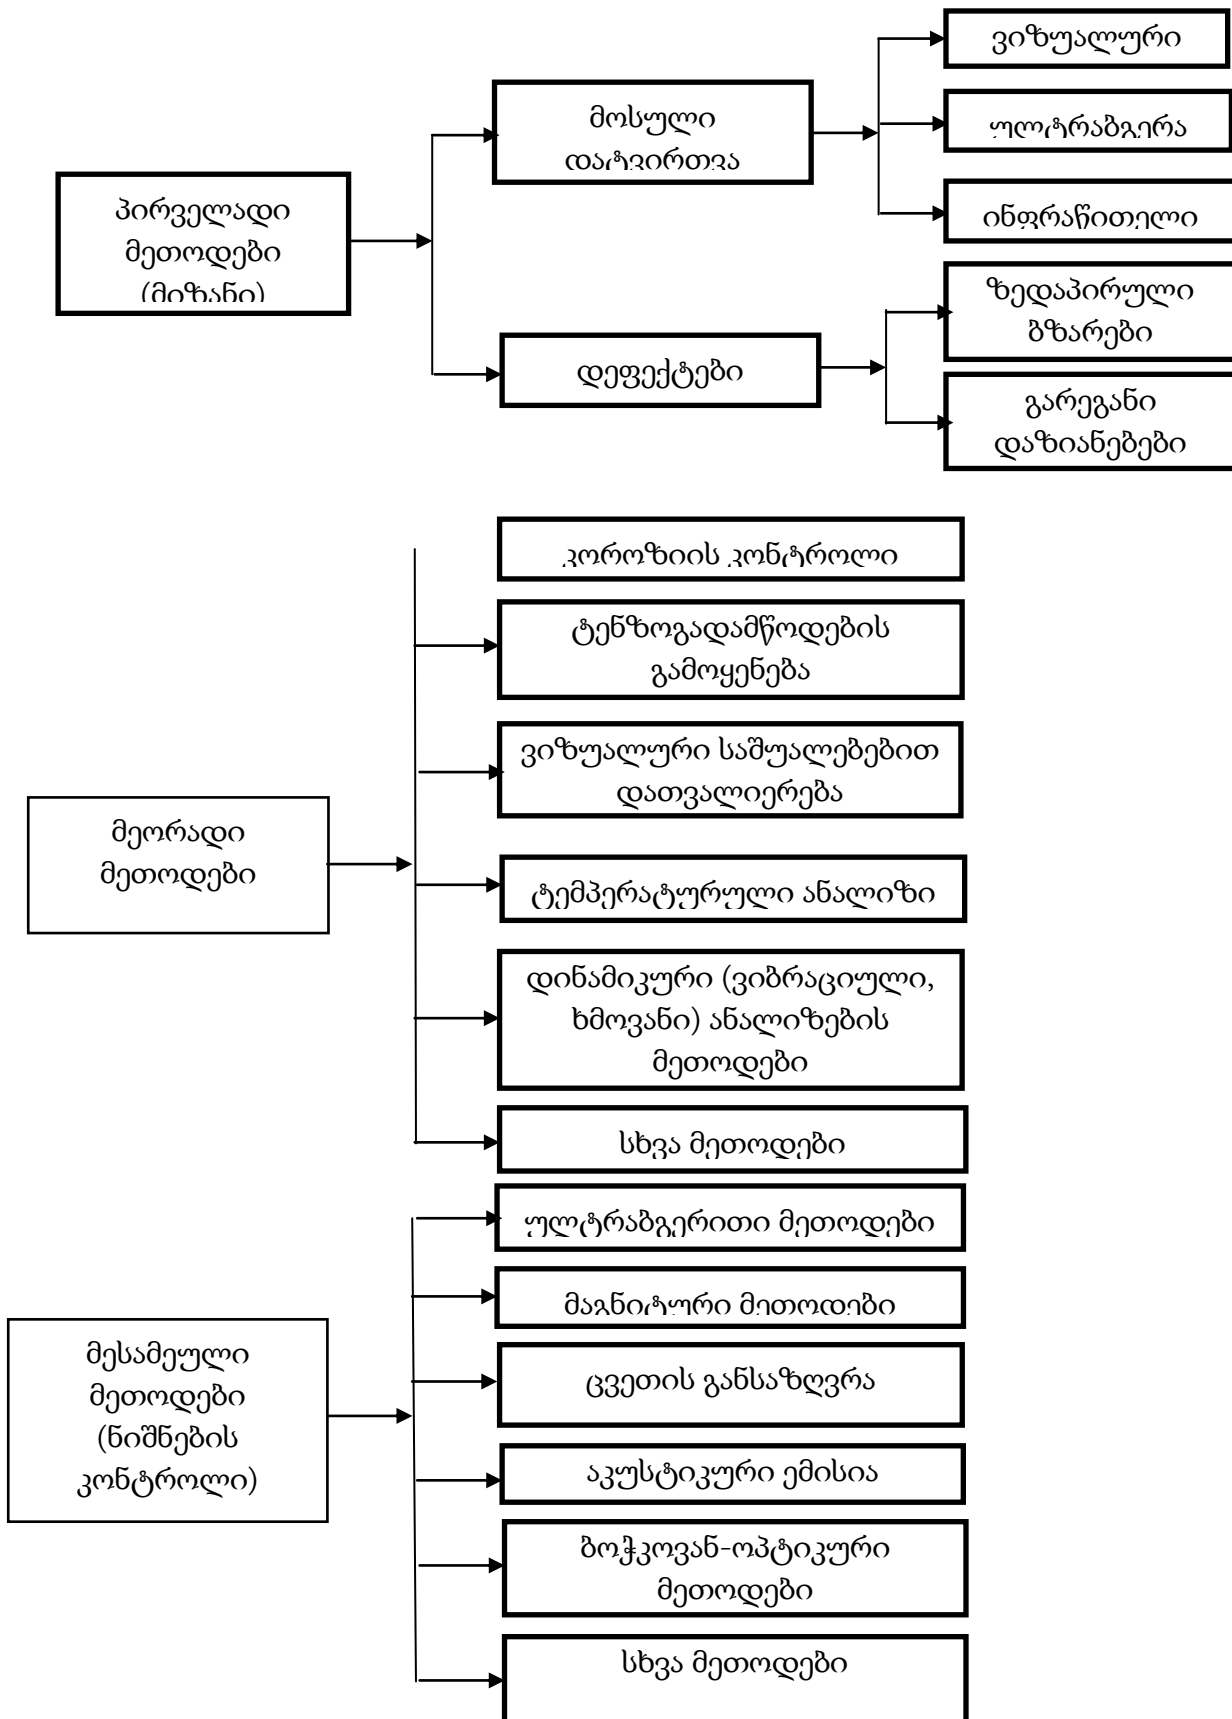 ვიზუალური
მოსული
დატვირთვა
ულტრაბგერა
ინფრაწითელი
პირველადი
მეთოდები
(მიზანი)
ზედაპირული
ბზარები
დეფექტები
გარეგანი
დაზიანებები
კოროზიის კონტროლი
ტენზოგადამწოდების
გამოყენება
ვიზუალური საშუალებებით
დათვალიერება
მეორადი
მეთოდები
ტემპერატურული ანალიზი
დინამიკური (ვიბრაციული,
ხმოვანი) ანალიზების
მეთოდები
სხვა მეთოდები
ულტრაბგერითი მეთოდები
მაგნიტური მეთოდები
მესამეული
მეთოდები
(ნიშნების
კონტროლი)
ცვეთის განსაზღვრა
აკუსტიკური ემისია
ბოჭკოვან-ოპტიკური
მეთოდები
სხვა მეთოდები